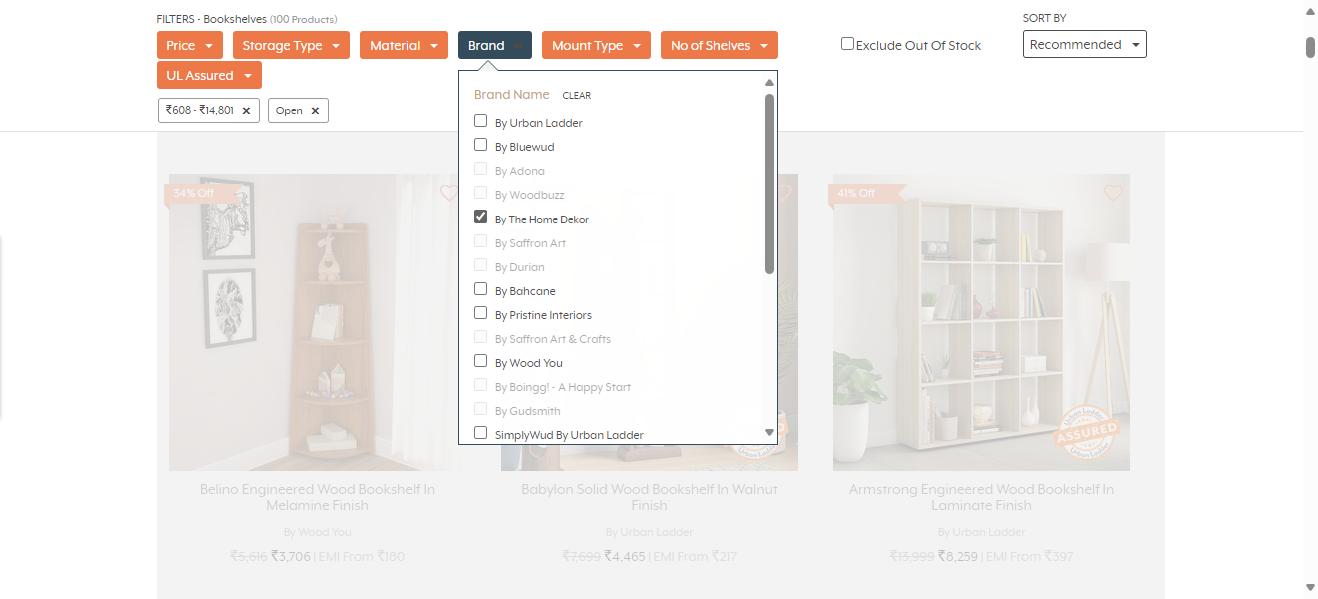 FILTERS - Bookshelves (100 Products)
SORT BY
Price
Storage Type
Material
Brand
Mount Type
No of Shelves
Exclude Out Of Stock
Recommended
UL Assured
₹608 - ₹14,801 ×
Open ×
Brand Name CLEAR
By Urban Ladder
By Bluewud
By Adona
By Woodbuzz
By The Home Dekor
By Saffron Art
By Durian
By Bahcane
By Pristine Interiors
By Saffron Art & Crafts
By Wood You
By Boingg! - A Happy Start
By Gudsmith
SimplyWud By Urban Ladder
34% Off
41% Off
Urban Ladder
ASSURED
Urban Ladder
Belino Engineered Wood Bookshelf In
Melamine Finish
By Wood You
₹5,616 ₹3,706 | EMI From ₹180
Babylon Solid Wood Bookshelf In Walnut
Finish
By Urban Ladder
₹7,699 ₹4,465 | EMI From ₹217
Armstrong Engineered Wood Bookshelf In
Laminate Finish
By Urban Ladder
₹13,999 ₹8,259 | EMI From ₹397